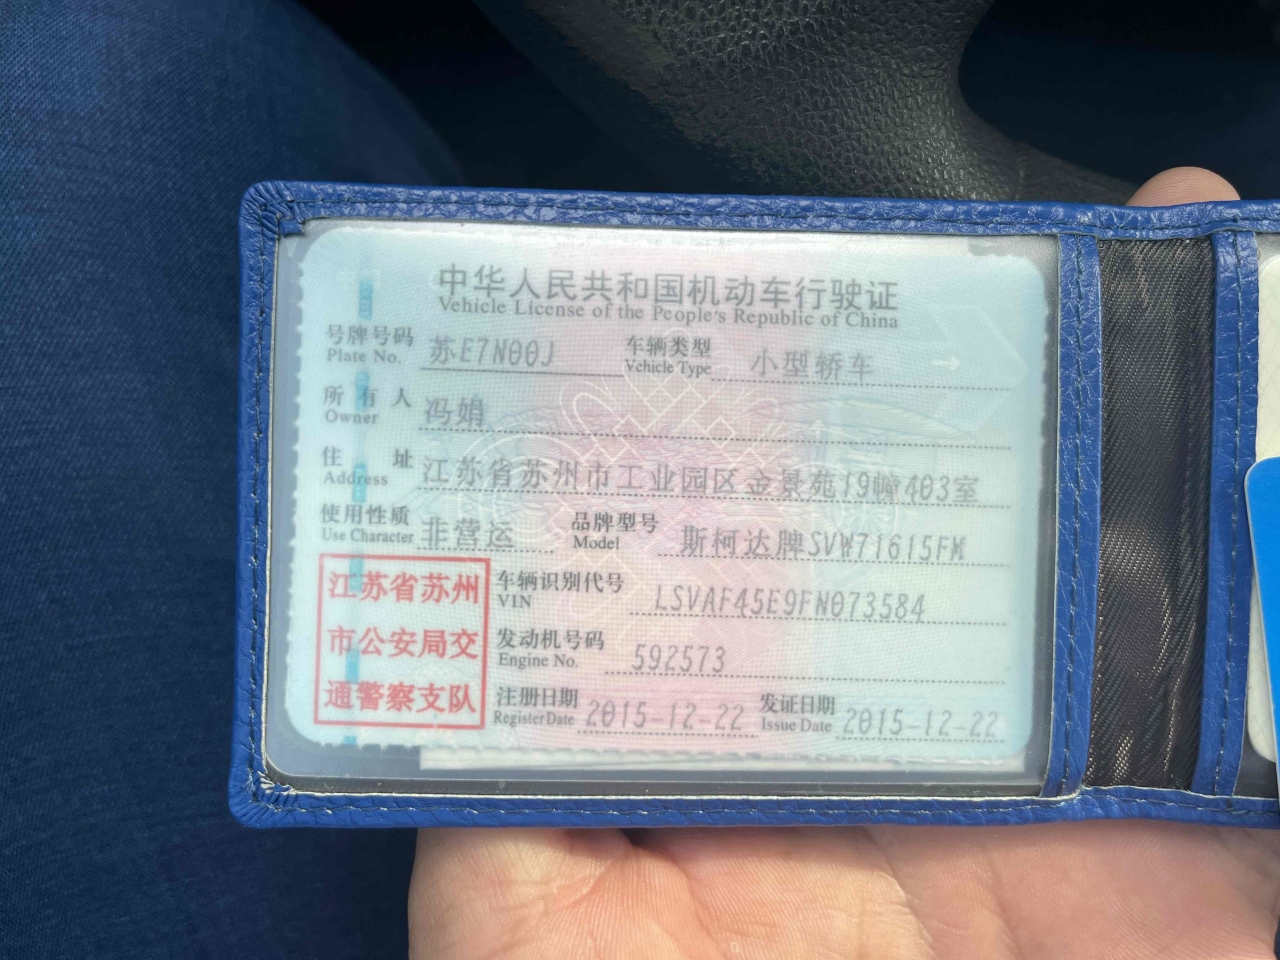 中华人民共和国机动车行驶证
Vehicle License of the People's Republic of China
号牌号码 Plate No. 苏E7N00J 车辆类型 Vehicle Type 小型轿车
所有人 Owner 冯娟
住址 Address 江苏省苏州市工业园区金景苑19幢403室
使用性质 Use Character 非营运 品牌型号 Model 斯柯达牌SVW71615FM
江苏省苏州
市公安局交
通警察支队
车辆识别代号 VIN LSVAF45E9FN073584
发动机号码 Engine No. 592573
注册日期 Register Date 2015-12-22 发证日期 Issue Date 2015-12-22